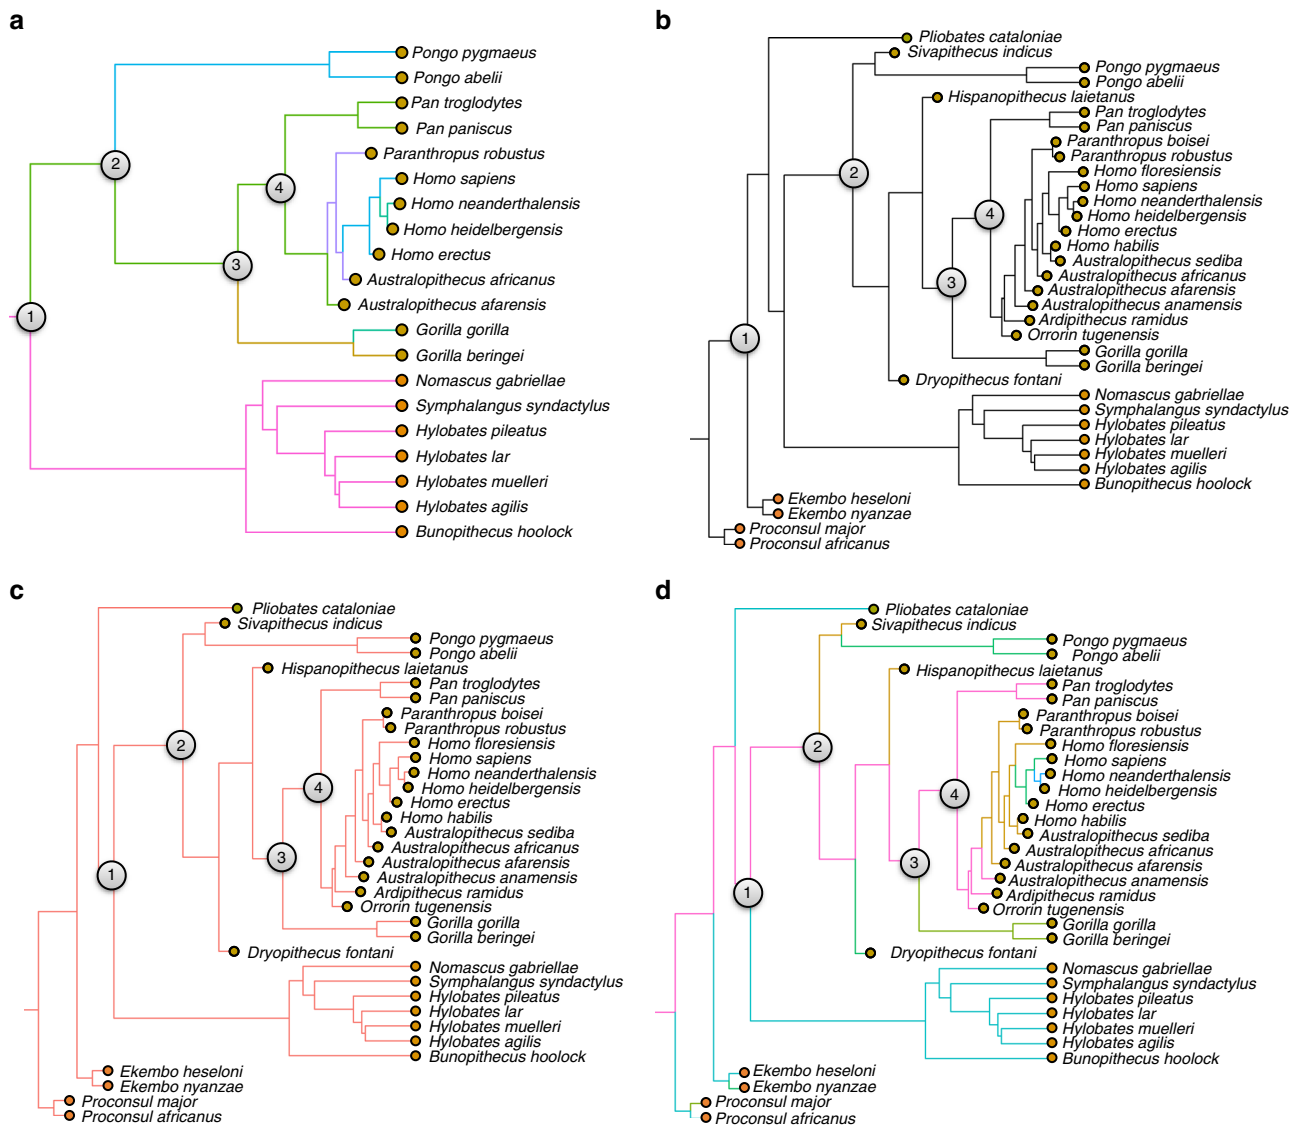 a
Pongo pygmaeus
Pongo abelii
Pan troglodytes
Pan paniscus
Paranthropus robustus
Homo sapiens
Homo neanderthalensis
Homo heidelbergensis
Homo erectus
Australopithecus africanus
Australopithecus afarensis
Gorilla gorilla
Gorilla beringei
Nomascus gabriellae
Symphalangus syndactylus
Hylobates pileatus
Hylobates lar
Hylobates muelleri
Hylobates agilis
Bunopithecus hoolock
1
2
3
4
b
Pliobates cataloniae
Sivapithecus indicus
Pongo pygmaeus
Pongo abelii
Hispanopithecus laietanus
Pan troglodytes
Pan paniscus
Paranthropus boisei
Paranthropus robustus
Homo floresiensis
Homo sapiens
Homo neanderthalensis
Homo heidelbergensis
Homo erectus
Homo habilis
Australopithecus sediba
Australopithecus africanus
Australopithecus afarensis
Australopithecus anamensis
Ardipithecus ramidus
Orrorin tugenensis
Gorilla gorilla
Gorilla beringei
Dryopithecus fontani
Nomascus gabriellae
Symphalangus syndactylus
Hylobates pileatus
Hylobates lar
Hylobates muelleri
Hylobates agilis
Bunopithecus hoolock
Ekembo heseloni
Ekembo nyanzae
Proconsul major
Proconsul africanus
1
2
3
4
c
Pliobates cataloniae
Sivapithecus indicus
Pongo pygmaeus
Pongo abelii
Hispanopithecus laietanus
Pan troglodytes
Pan paniscus
Paranthropus boisei
Paranthropus robustus
Homo floresiensis
Homo sapiens
Homo neanderthalensis
Homo heidelbergensis
Homo erectus
Homo habilis
Australopithecus sediba
Australopithecus africanus
Australopithecus afarensis
Australopithecus anamensis
Ardipithecus ramidus
Orrorin tugenensis
Gorilla gorilla
Gorilla beringei
Dryopithecus fontani
Nomascus gabriellae
Symphalangus syndactylus
Hylobates pileatus
Hylobates lar
Hylobates muelleri
Hylobates agilis
Bunopithecus hoolock
Ekembo heseloni
Ekembo nyanzae
Proconsul major
Proconsul africanus
1
2
3
4
d
Pliobates cataloniae
Sivapithecus indicus
Pongo pygmaeus
Pongo abelii
Hispanopithecus laietanus
Pan troglodytes
Pan paniscus
Paranthropus boisei
Paranthropus robustus
Homo floresiensis
Homo sapiens
Homo neanderthalensis
Homo heidelbergensis
Homo erectus
Homo habilis
Australopithecus sediba
Australopithecus africanus
Australopithecus afarensis
Australopithecus anamensis
Ardipithecus ramidus
Orrorin tugenensis
Gorilla gorilla
Gorilla beringei
Dryopithecus fontani
Nomascus gabriellae
Symphalangus syndactylus
Hylobates pileatus
Hylobates lar
Hylobates muelleri
Hylobates agilis
Bunopithecus hoolock
Ekembo heseloni
Ekembo nyanzae
Proconsul major
Proconsul africanus
1
2
3
4